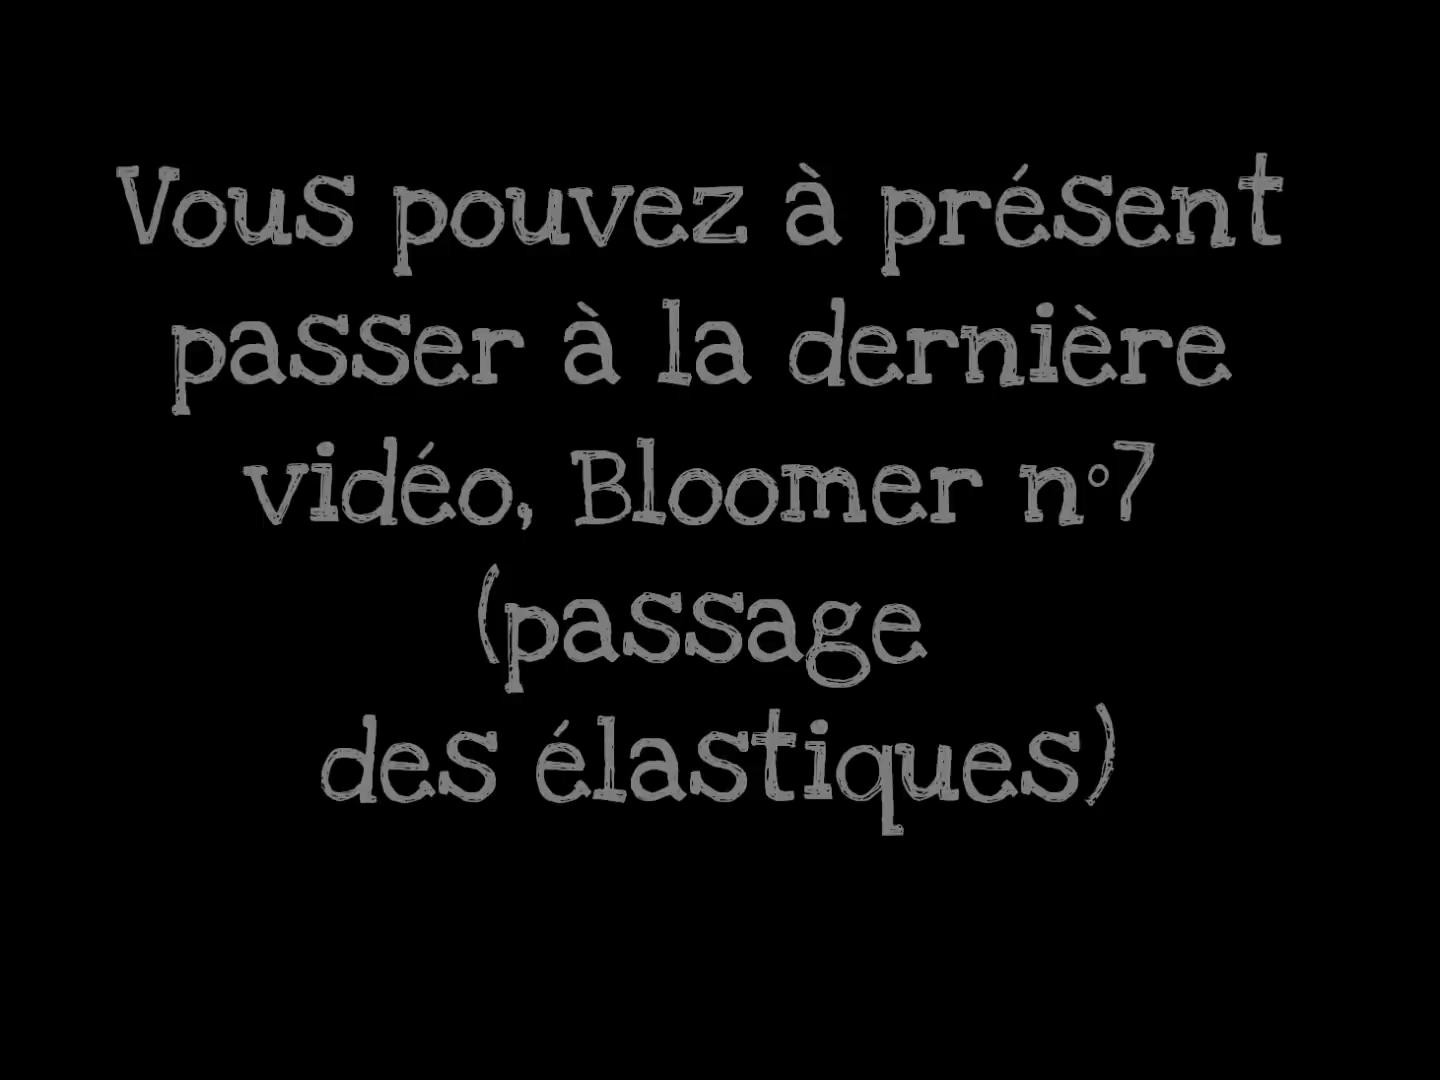 Vous pouvez à présent
passer à la dernière
vidéo, Bloomer n°7
(passage
des élastiques)